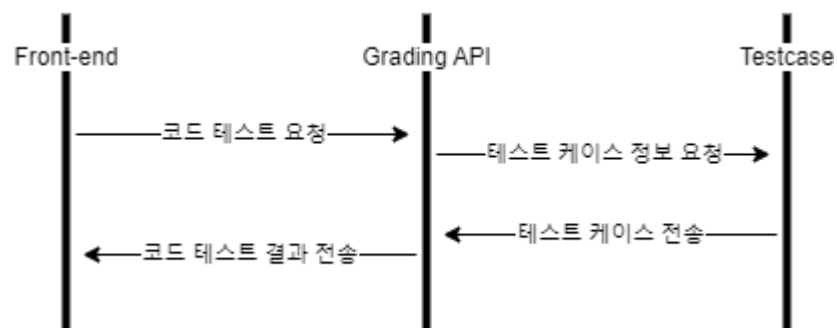 Front-end
Grading API
Testcase
코드 테스트 요청
테스트 케이스 정보 요청
테스트 케이스 전송
코드 테스트 결과 전송